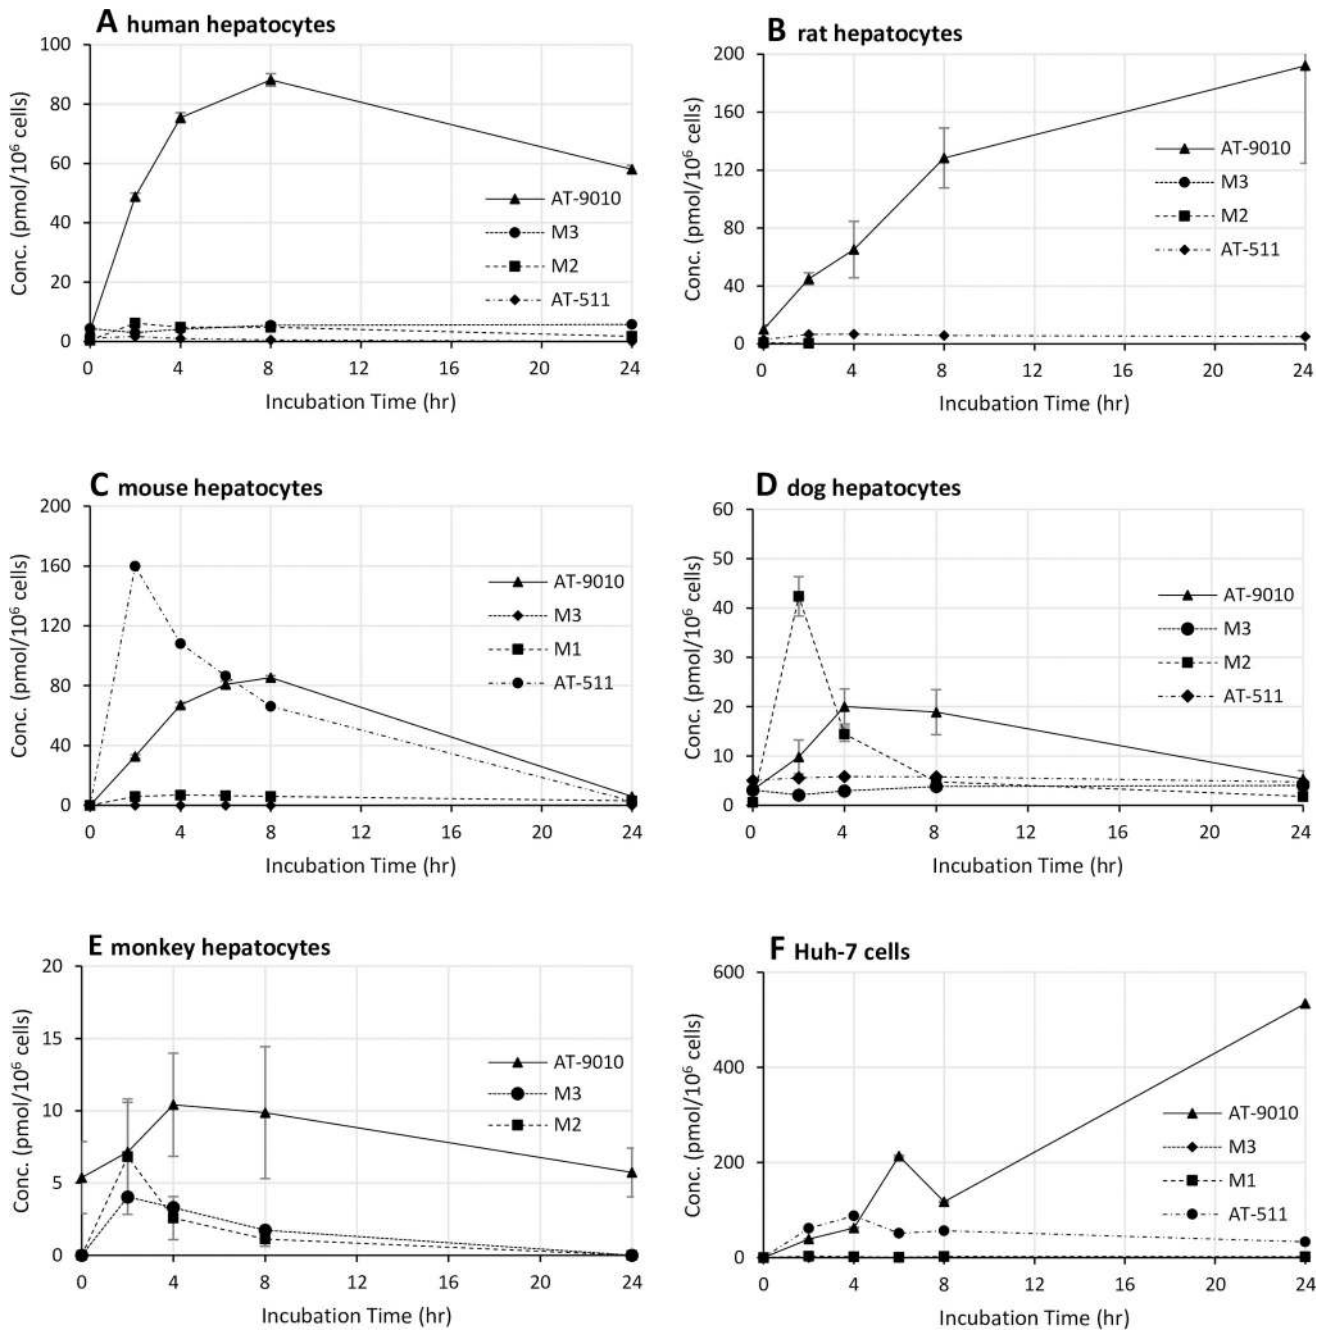 A human hepatocytes
Conc. (pmol/10⁶ cells)
100
80
60
40
20
0
0 4 8 12 16 20 24
Incubation Time (hr)
AT-9010
M3
M2
AT-511
B rat hepatocytes
Conc. (pmol/10⁶ cells)
200
160
120
80
40
0
0 4 8 12 16 20 24
Incubation Time (hr)
AT-9010
M3
M2
AT-511
C mouse hepatocytes
Conc. (pmol/10⁶ cells)
200
160
120
80
40
0
0 4 8 12 16 20 24
Incubation Time (hr)
AT-9010
M3
M1
AT-511
D dog hepatocytes
Conc. (pmol/10⁶ cells)
60
50
40
30
20
10
0
0 4 8 12 16 20 24
Incubation Time (hr)
AT-9010
M3
M2
AT-511
E monkey hepatocytes
Conc. (pmol/10⁶ cells)
20
15
10
5
0
0 4 8 12 16 20 24
Incubation Time (hr)
AT-9010
M3
M2
F Huh-7 cells
Conc. (pmol/10⁶ cells)
600
400
200
0
0 4 8 12 16 20 24
Incubation Time (hr)
AT-9010
M3
M1
AT-511